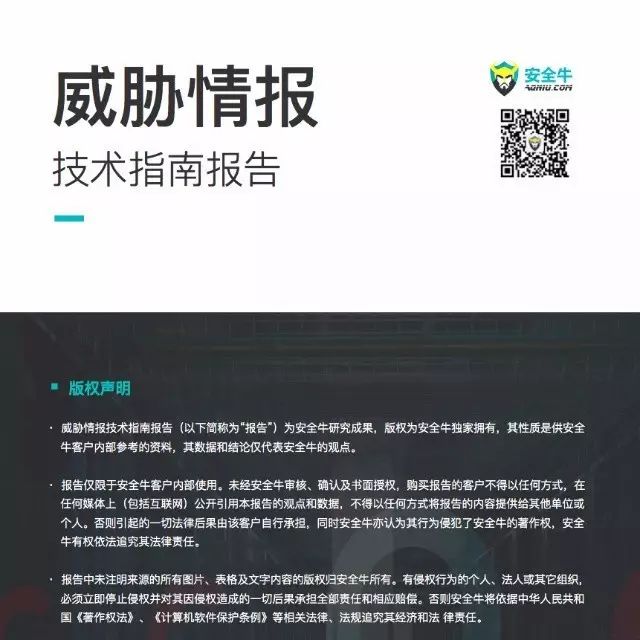 威胁情报
技术指南报告
安全牛
AQNIU.COM
版权声明
· 威胁情报技术指南报告（以下简称为“报告”）为安全牛研究成果，版权为安全牛独家拥有，其性质是供安全
牛客户内部参考的资料，其数据和结论仅代表安全牛的观点。
· 报告仅限于安全牛客户内部使用。未经安全牛审核、确认及书面授权，购买报告的客户不得以任何方式，在
任何媒体上（包括互联网）公开引用本报告的观点和数据，不得以任何方式将报告的内容提供给其他单位或
个人。否则引起的一切法律后果由该客户自行承担，同时安全牛亦认为其行为侵犯了安全牛的著作权，安全
牛有权依法追究其法律责任。
· 报告中未注明来源的所有图片、表格及文字内容的版权归安全牛所有。有侵权行为的个人、法人或其它组织，
必须立即停止侵权并对其因侵权造成的一切后果承担全部责任和相应赔偿。否则安全牛将依据中华人民共和
国《著作权法》、《计算机软件保护条例》等相关法律、法规追究其经济和法 律责任。